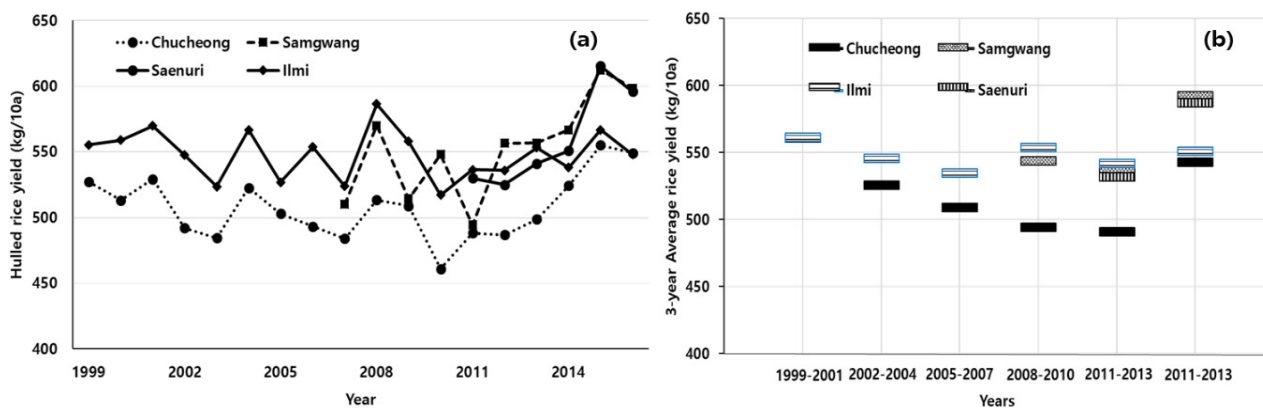 (a)
Chucheong
Samgwang
Saenuri
Ilmi
Hulled rice yield (kg/10a)
650
600
550
500
450
400
1999
2002
2005
2008
2011
2014
Year
(b)
Chucheong
Samgwang
Ilmi
Saenuri
3-year Average rice yield (kg/10a)
650
600
550
500
450
400
1999-2001
2002-2004
2005-2007
2008-2010
2011-2013
2011-2013
Years